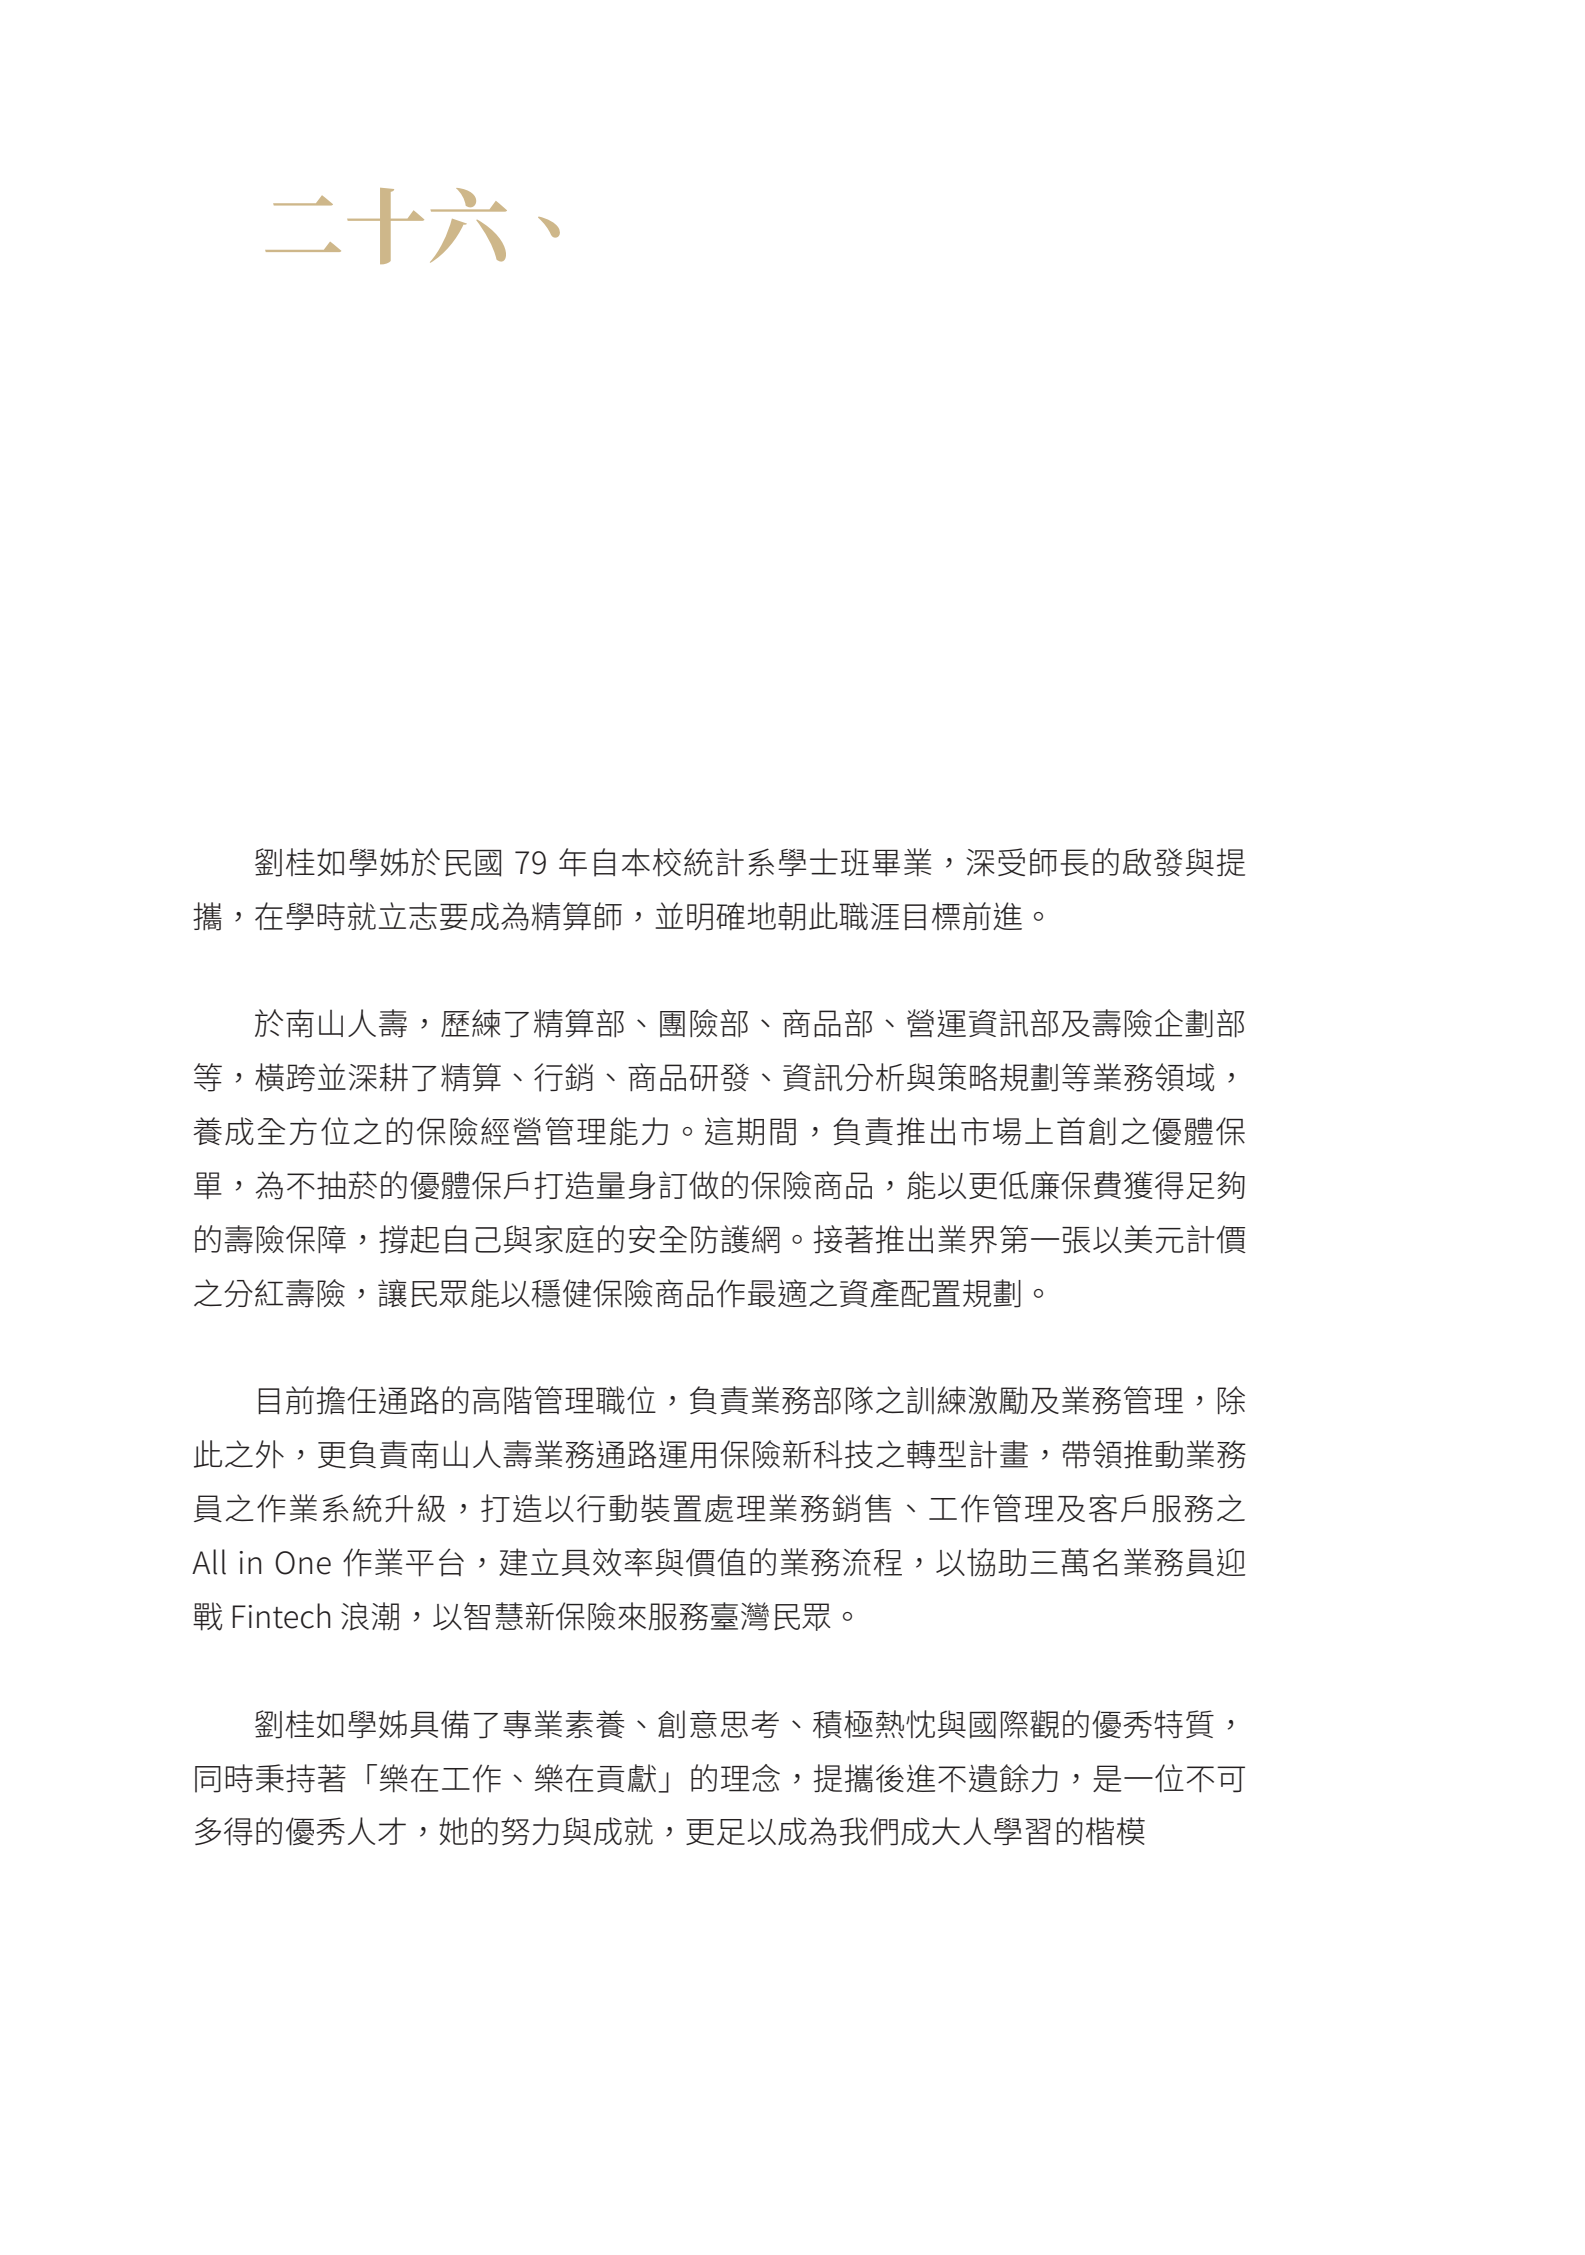 二十六、
劉桂如學姊於民國 79 年自本校統計系學士班畢業，深受師長的啟發與提
攜，在學時就立志要成為精算師，並明確地朝此職涯目標前進。
於南山人壽，歷練了精算部、團險部、商品部、營運資訊部及壽險企劃部
等，橫跨並深耕了精算、行銷、商品研發、資訊分析與策略規劃等業務領域，
養成全方位之的保險經營管理能力。這期間，負責推出市場上首創之優體保
單，為不抽菸的優體保戶打造量身訂做的保險商品，能以更低廉保費獲得足夠
的壽險保障，撐起自己與家庭的安全防護網。接著推出業界第一張以美元計價
之分紅壽險，讓民眾能以穩健保險商品作最適之資產配置規劃。
目前擔任通路的高階管理職位，負責業務部隊之訓練激勵及業務管理，除
此之外，更負責南山人壽業務通路運用保險新科技之轉型計畫，帶領推動業務
員之作業系統升級，打造以行動裝置處理業務銷售、工作管理及客戶服務之
All in One 作業平台，建立具效率與價值的業務流程，以協助三萬名業務員迎
戰 Fintech 浪潮，以智慧新保險來服務臺灣民眾。
劉桂如學姊具備了專業素養、創意思考、積極熱忱與國際觀的優秀特質，
同時秉持著「樂在工作、樂在貢獻」的理念，提攜後進不遺餘力，是一位不可
多得的優秀人才，她的努力與成就，更足以成為我們成大人學習的楷模